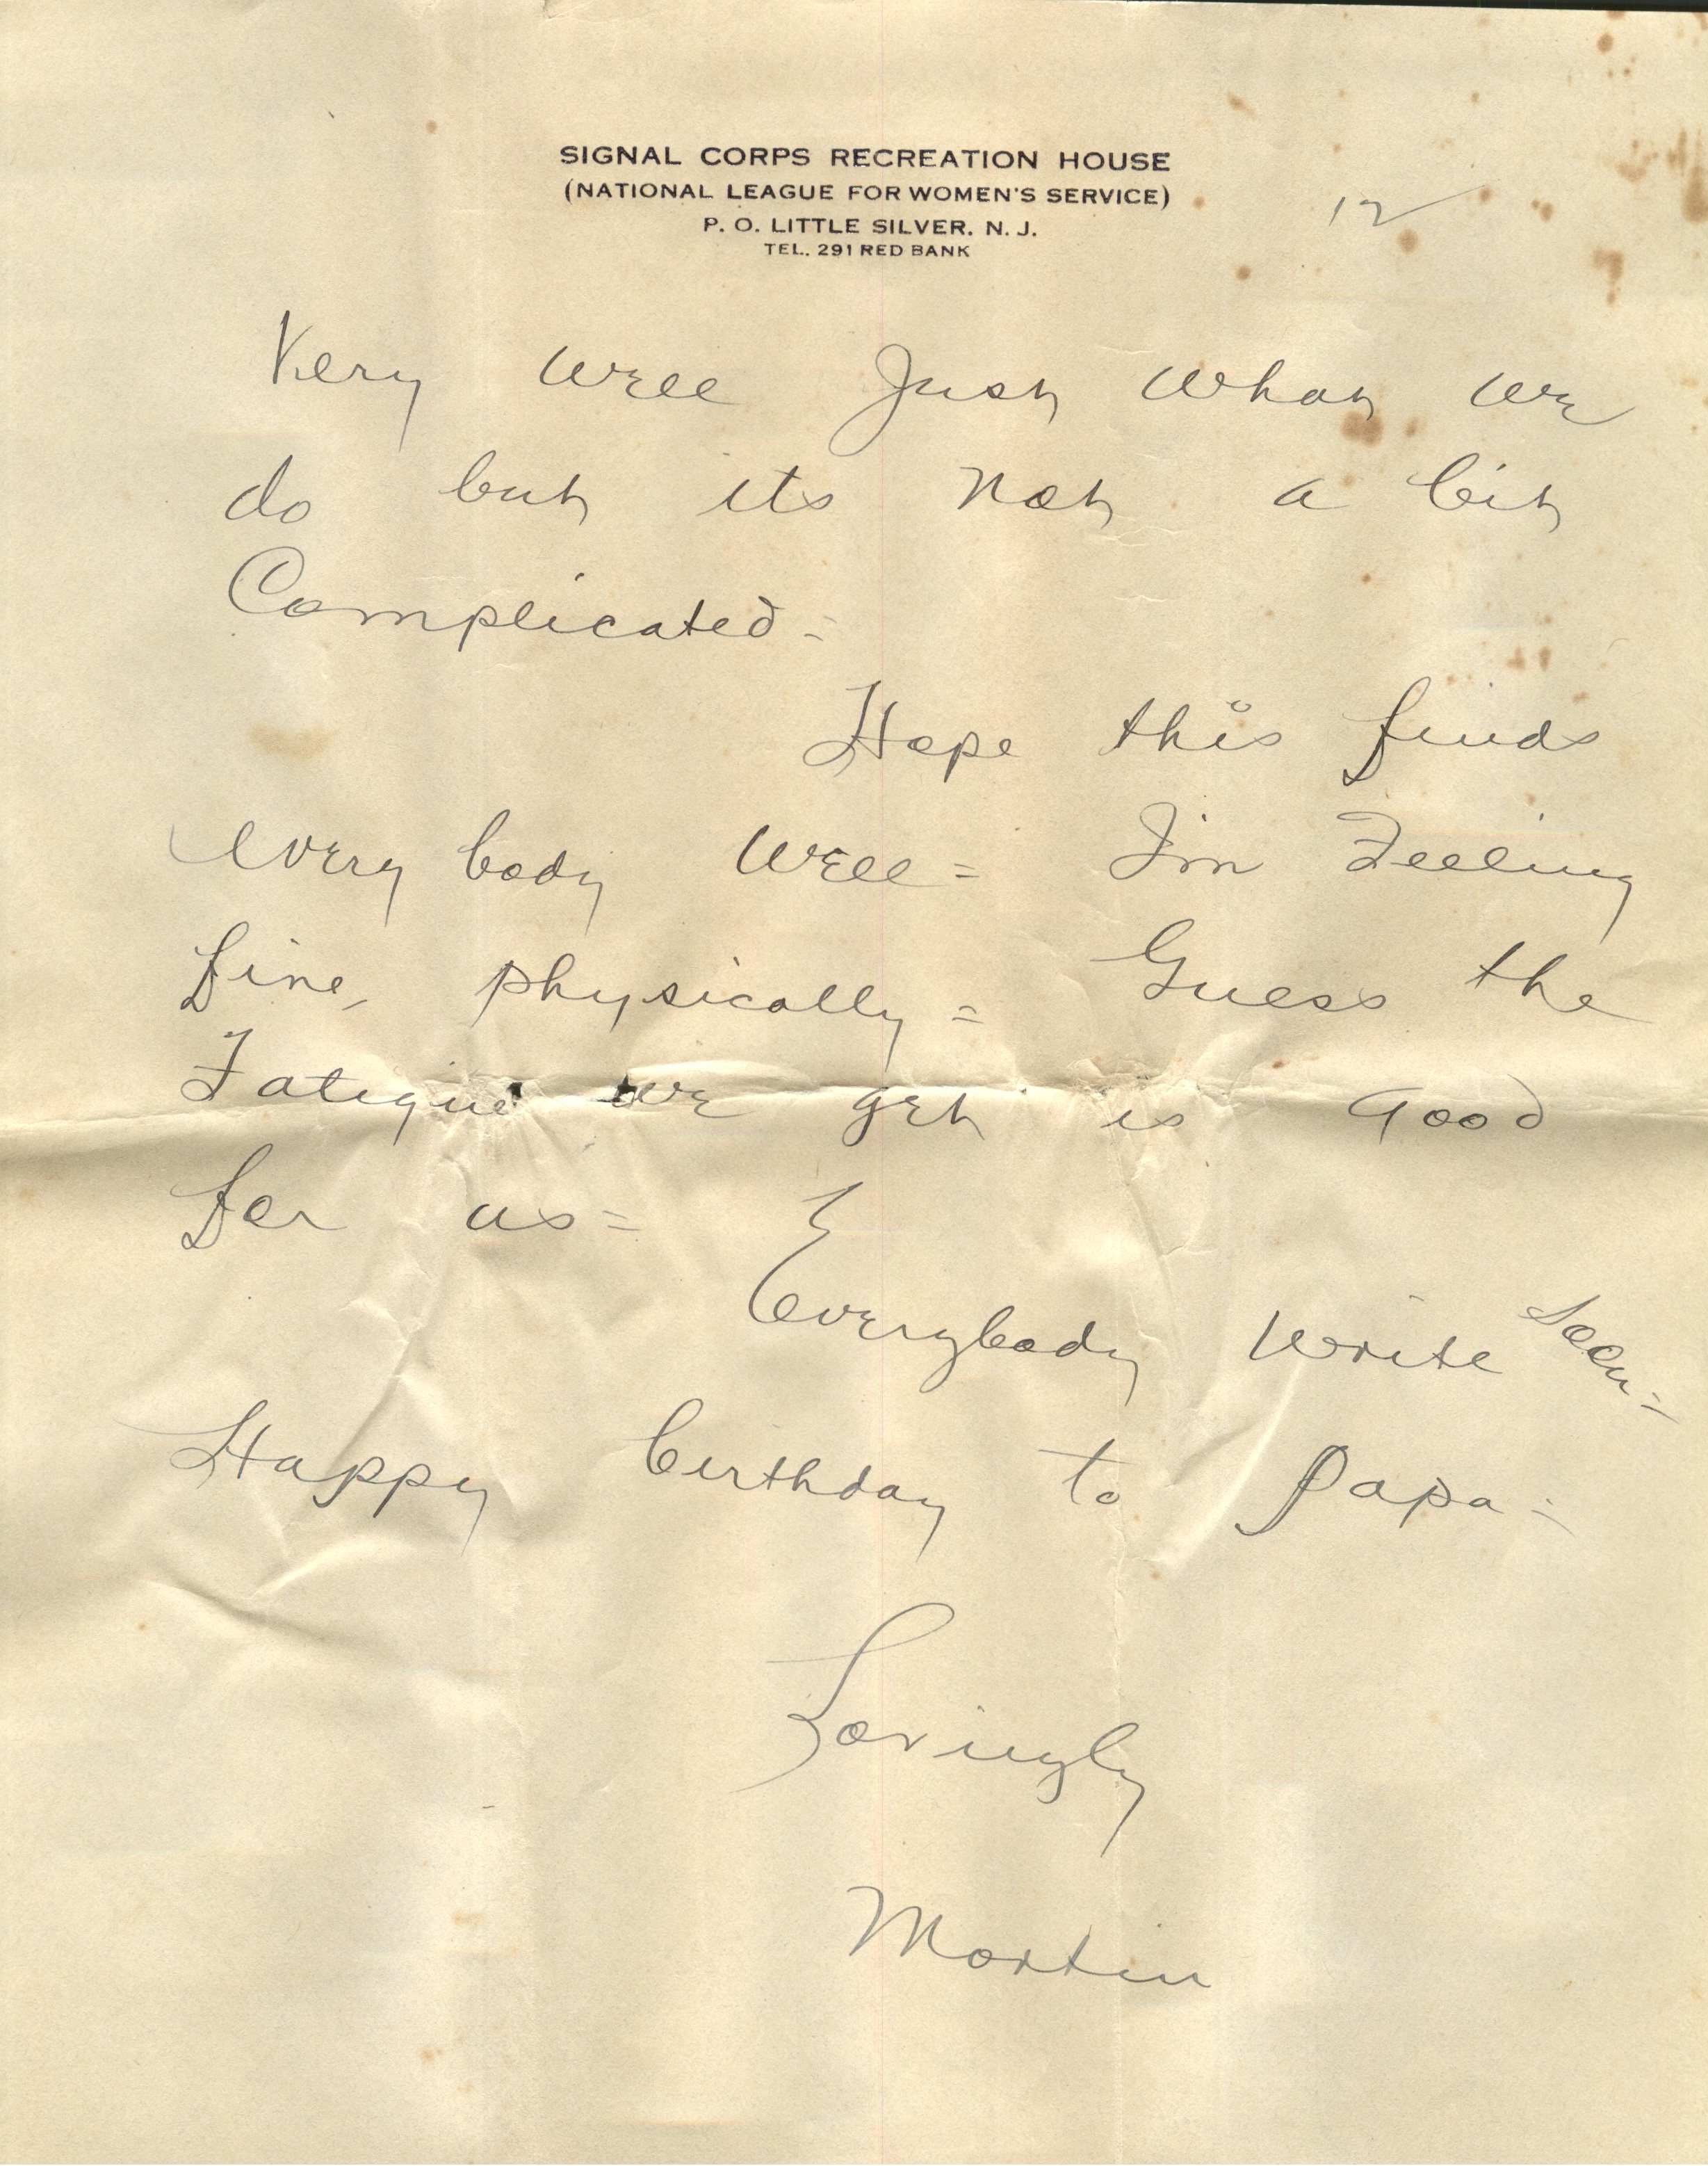 SIGNAL CORPS RECREATION HOUSE
(NATIONAL LEAGUE FOR WOMEN'S SERVICE)
P. O. LITTLE SILVER. N. J.
TEL. 291 RED BANK
12
Very well Just what we
do but its not a bit
Complicated =
Hope this finds
every body well = I'm Feeling
fine, physically = Guess the
Fatigue we get is good
for us =
Everybody write soon =
Happy birthday to Papa =
Lovingly
Martin